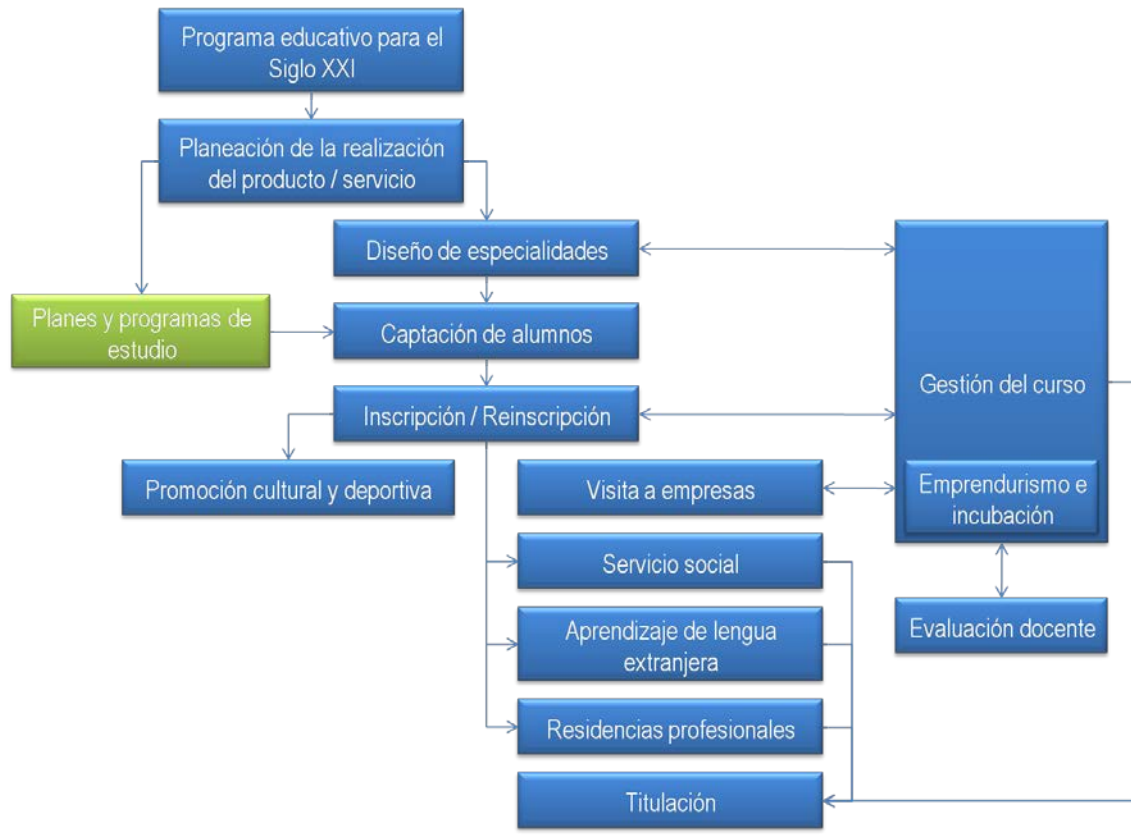 Programa educativo para el
Siglo XXI
Planeación de la realización
del producto / servicio
Diseño de especialidades
Planes y programas de
estudio
Captación de alumnos
Gestión del curso
Inscripción / Reinscripción
Promoción cultural y deportiva
Visita a empresas
Emprendurismo e
incubación
Servicio social
Aprendizaje de lengua
extranjera
Evaluación docente
Residencias profesionales
Titulación